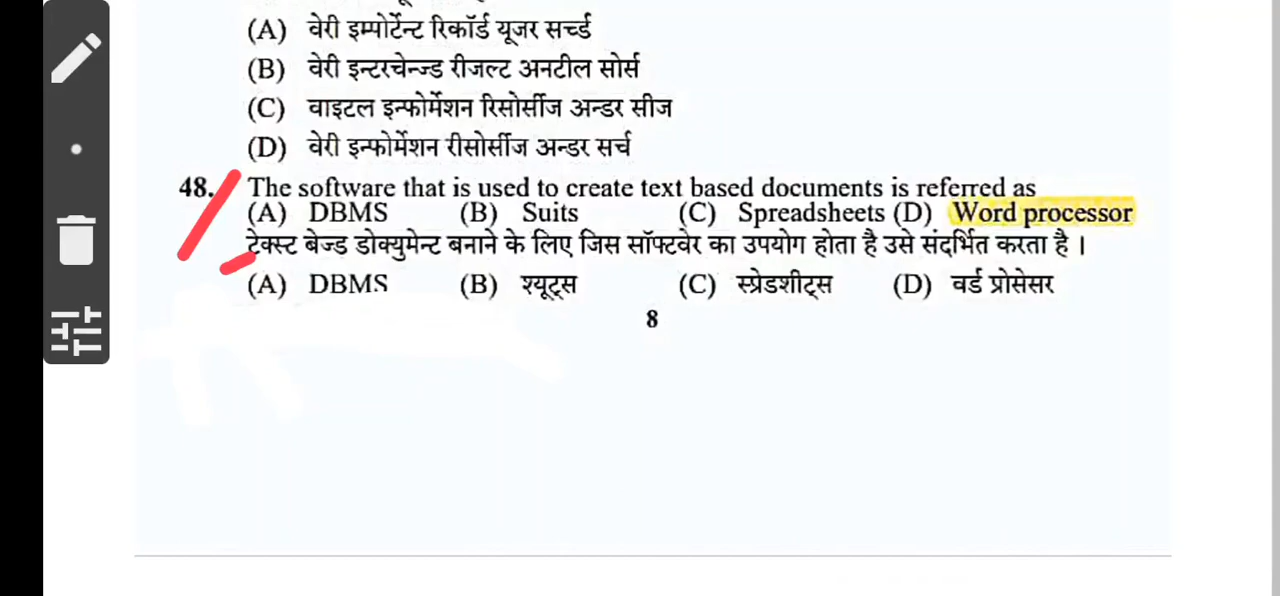 (A) वेरी इम्पोर्टेन्ट रिकॉर्ड यूजर सर्च्ड
(B) वेरी इन्टरचेन्ज्ड रीजल्ट अनटील सोर्स
(C) वाइटल इन्फोर्मेशन रिसोर्सीज अन्डर सीज
(D) वेरी इन्फोर्मेशन रीसोर्सीज अन्डर सर्च
48. The software that is used to create text based documents is referred as
(A) DBMS (B) Suits (C) Spreadsheets (D) Word processor
टेक्स्ट बेज्ड डोक्युमेन्ट बनाने के लिए जिस सॉफ्टवेर का उपयोग होता है उसे संदर्भित करता है ।
(A) DBMS (B) श्यूट्स (C) स्प्रेडशीट्स (D) वर्ड प्रोसेसर
8